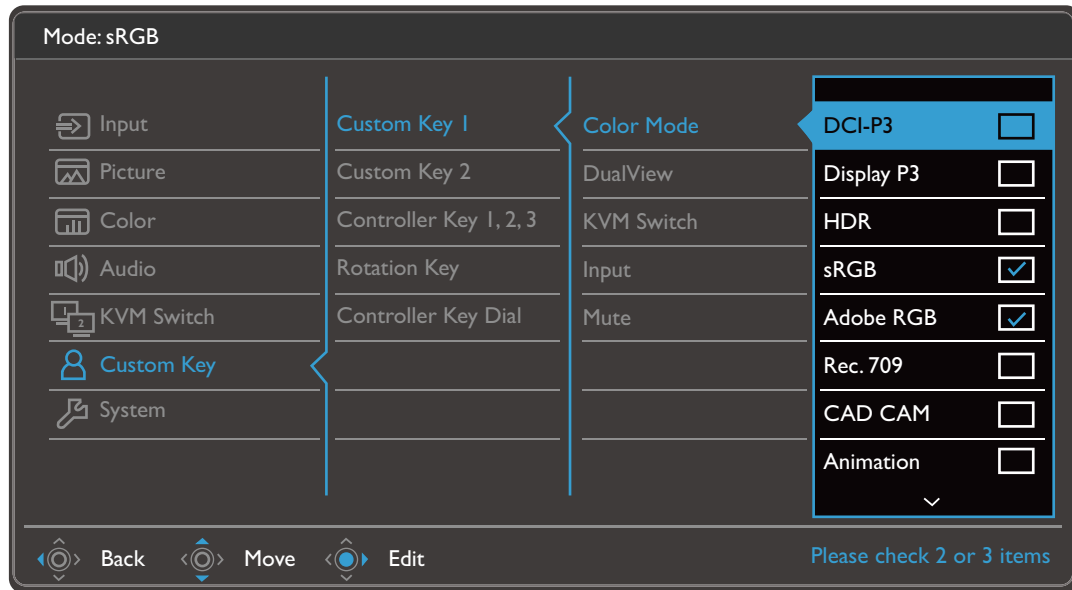 Mode: sRGB
Input
Picture
Color
Audio
1
2
KVM Switch
Custom Key
System
Custom Key 1
Custom Key 2
Controller Key 1, 2, 3
Rotation Key
Controller Key Dial
Color Mode
DualView
KVM Switch
Input
Mute
DCI-P3
Display P3
HDR
sRGB
Adobe RGB
Rec. 709
CAD CAM
Animation
Back
Move
Edit
Please check 2 or 3 items